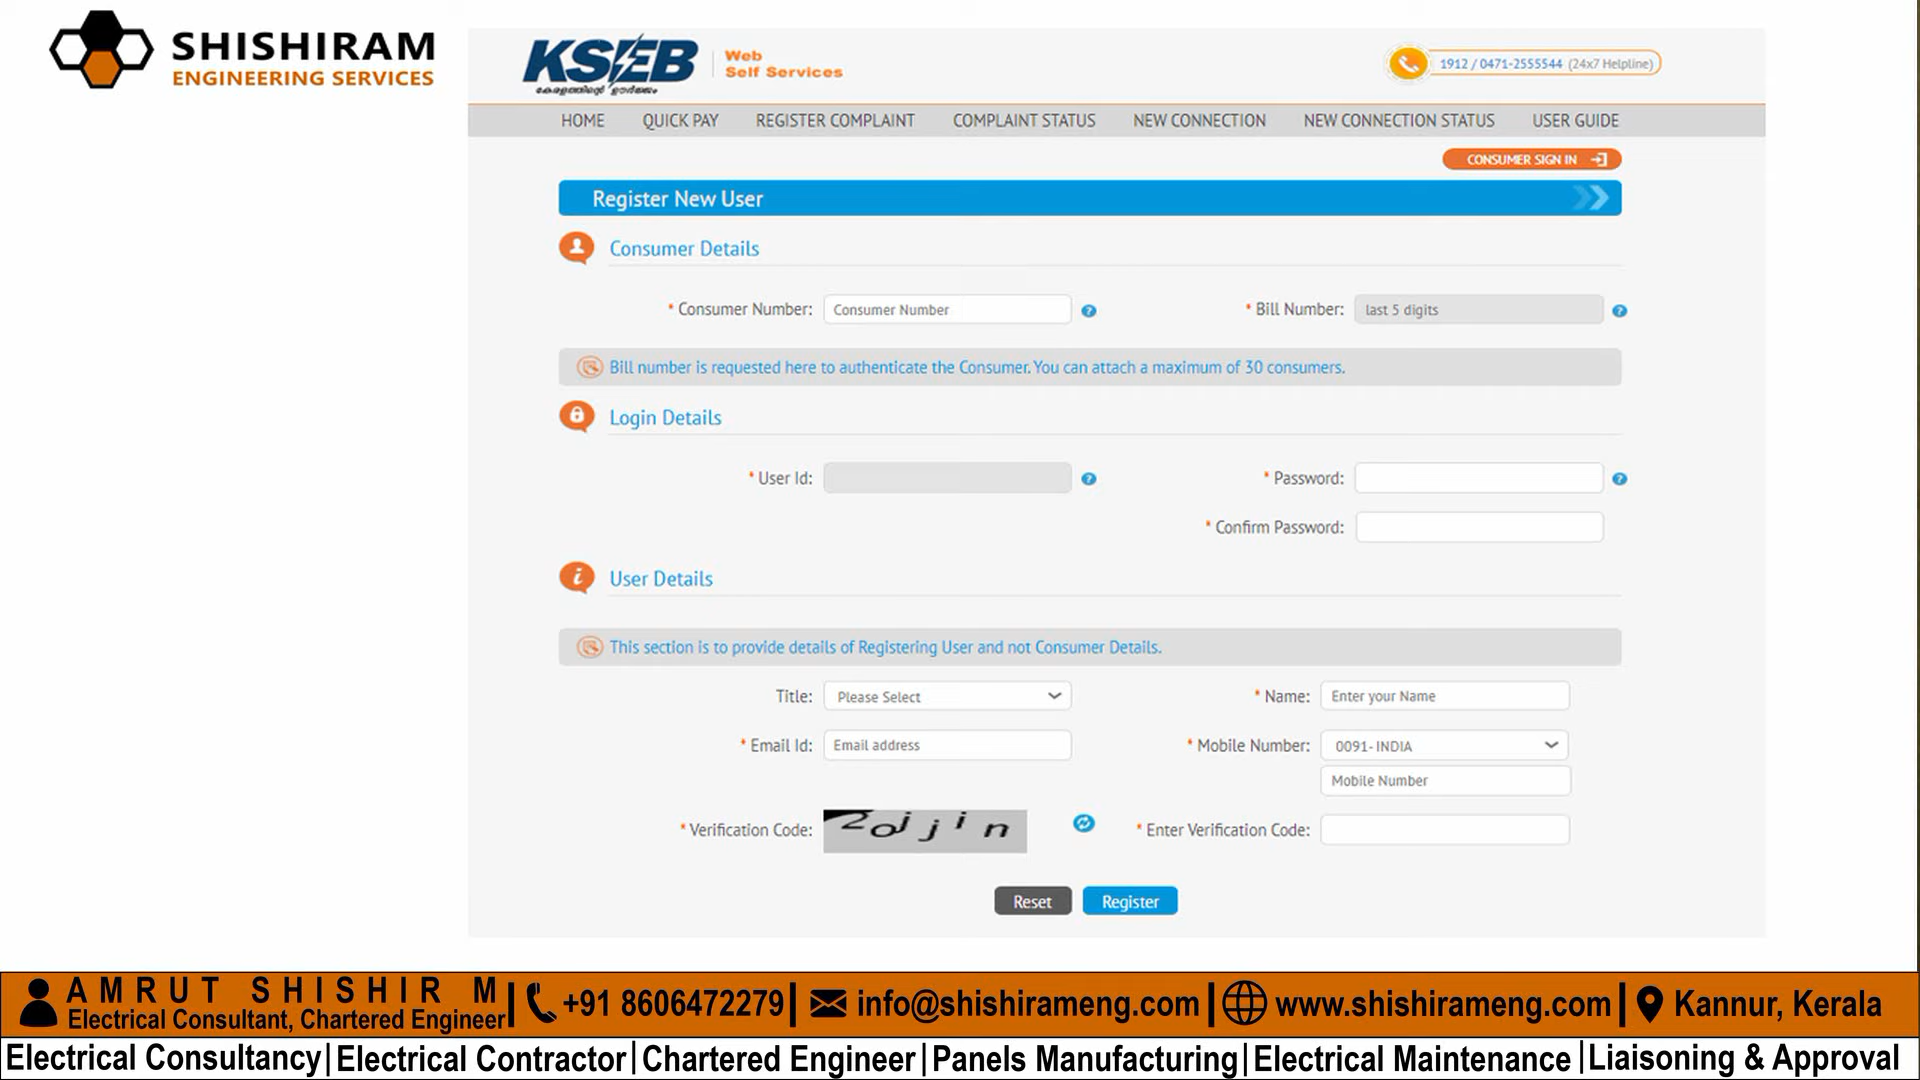 SHISHIRAM
ENGINEERING SERVICES
KSEB
കേരളത്തിന്റെ ഊർജ്ജം
Web
Self Services
1912 / 0471-2555544 (24x7 Helpline)
HOME QUICK PAY REGISTER COMPLAINT COMPLAINT STATUS NEW CONNECTION NEW CONNECTION STATUS USER GUIDE
CONSUMER SIGN IN
Register New User
Consumer Details
* Consumer Number: Consumer Number * Bill Number: last 5 digits
Bill number is requested here to authenticate the Consumer. You can attach a maximum of 30 consumers.
Login Details
* User Id: * Password:
* Confirm Password:
User Details
This section is to provide details of Registering User and not Consumer Details.
Title: Please Select * Name: Enter your Name
* Email Id: Email address * Mobile Number: 0091- INDIA
Mobile Number
* Verification Code: 2ojjin * Enter Verification Code:
Reset Register
AMRUT SHISHIR M
Electrical Consultant, Chartered Engineer
+91 8606472279| info@shishirameng.com | www.shishirameng.com | Kannur, Kerala
Electrical Consultancy|Electrical Contractor|Chartered Engineer|Panels Manufacturing|Electrical Maintenance |Liaisoning & Approval